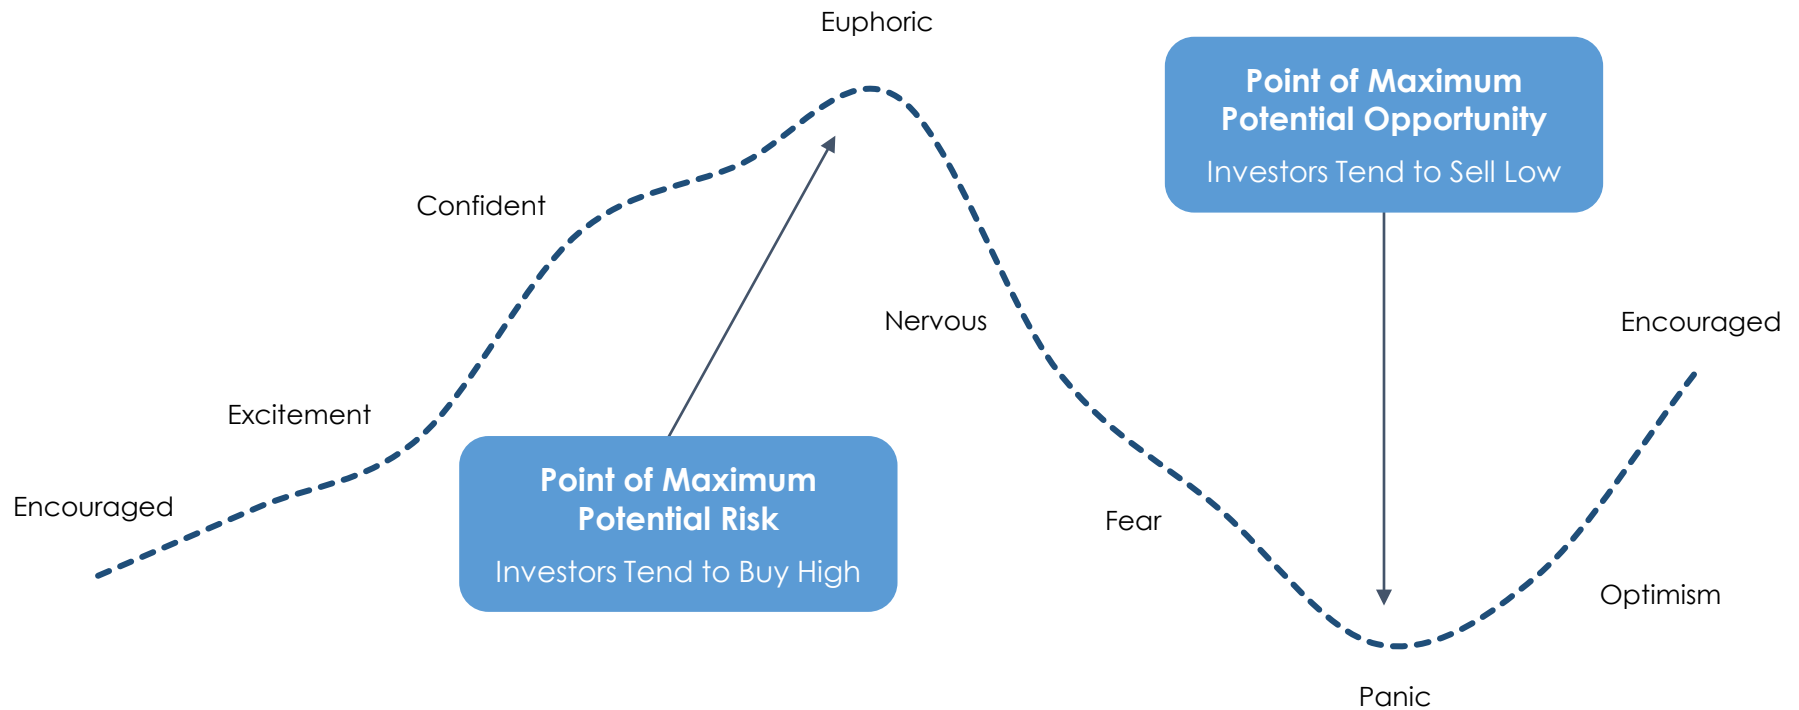 Euphoric
Point of Maximum
Potential Opportunity
Investors Tend to Sell Low
Confident
Nervous
Encouraged
Excitement
Point of Maximum
Potential Risk
Investors Tend to Buy High
Encouraged
Fear
Optimism
Panic